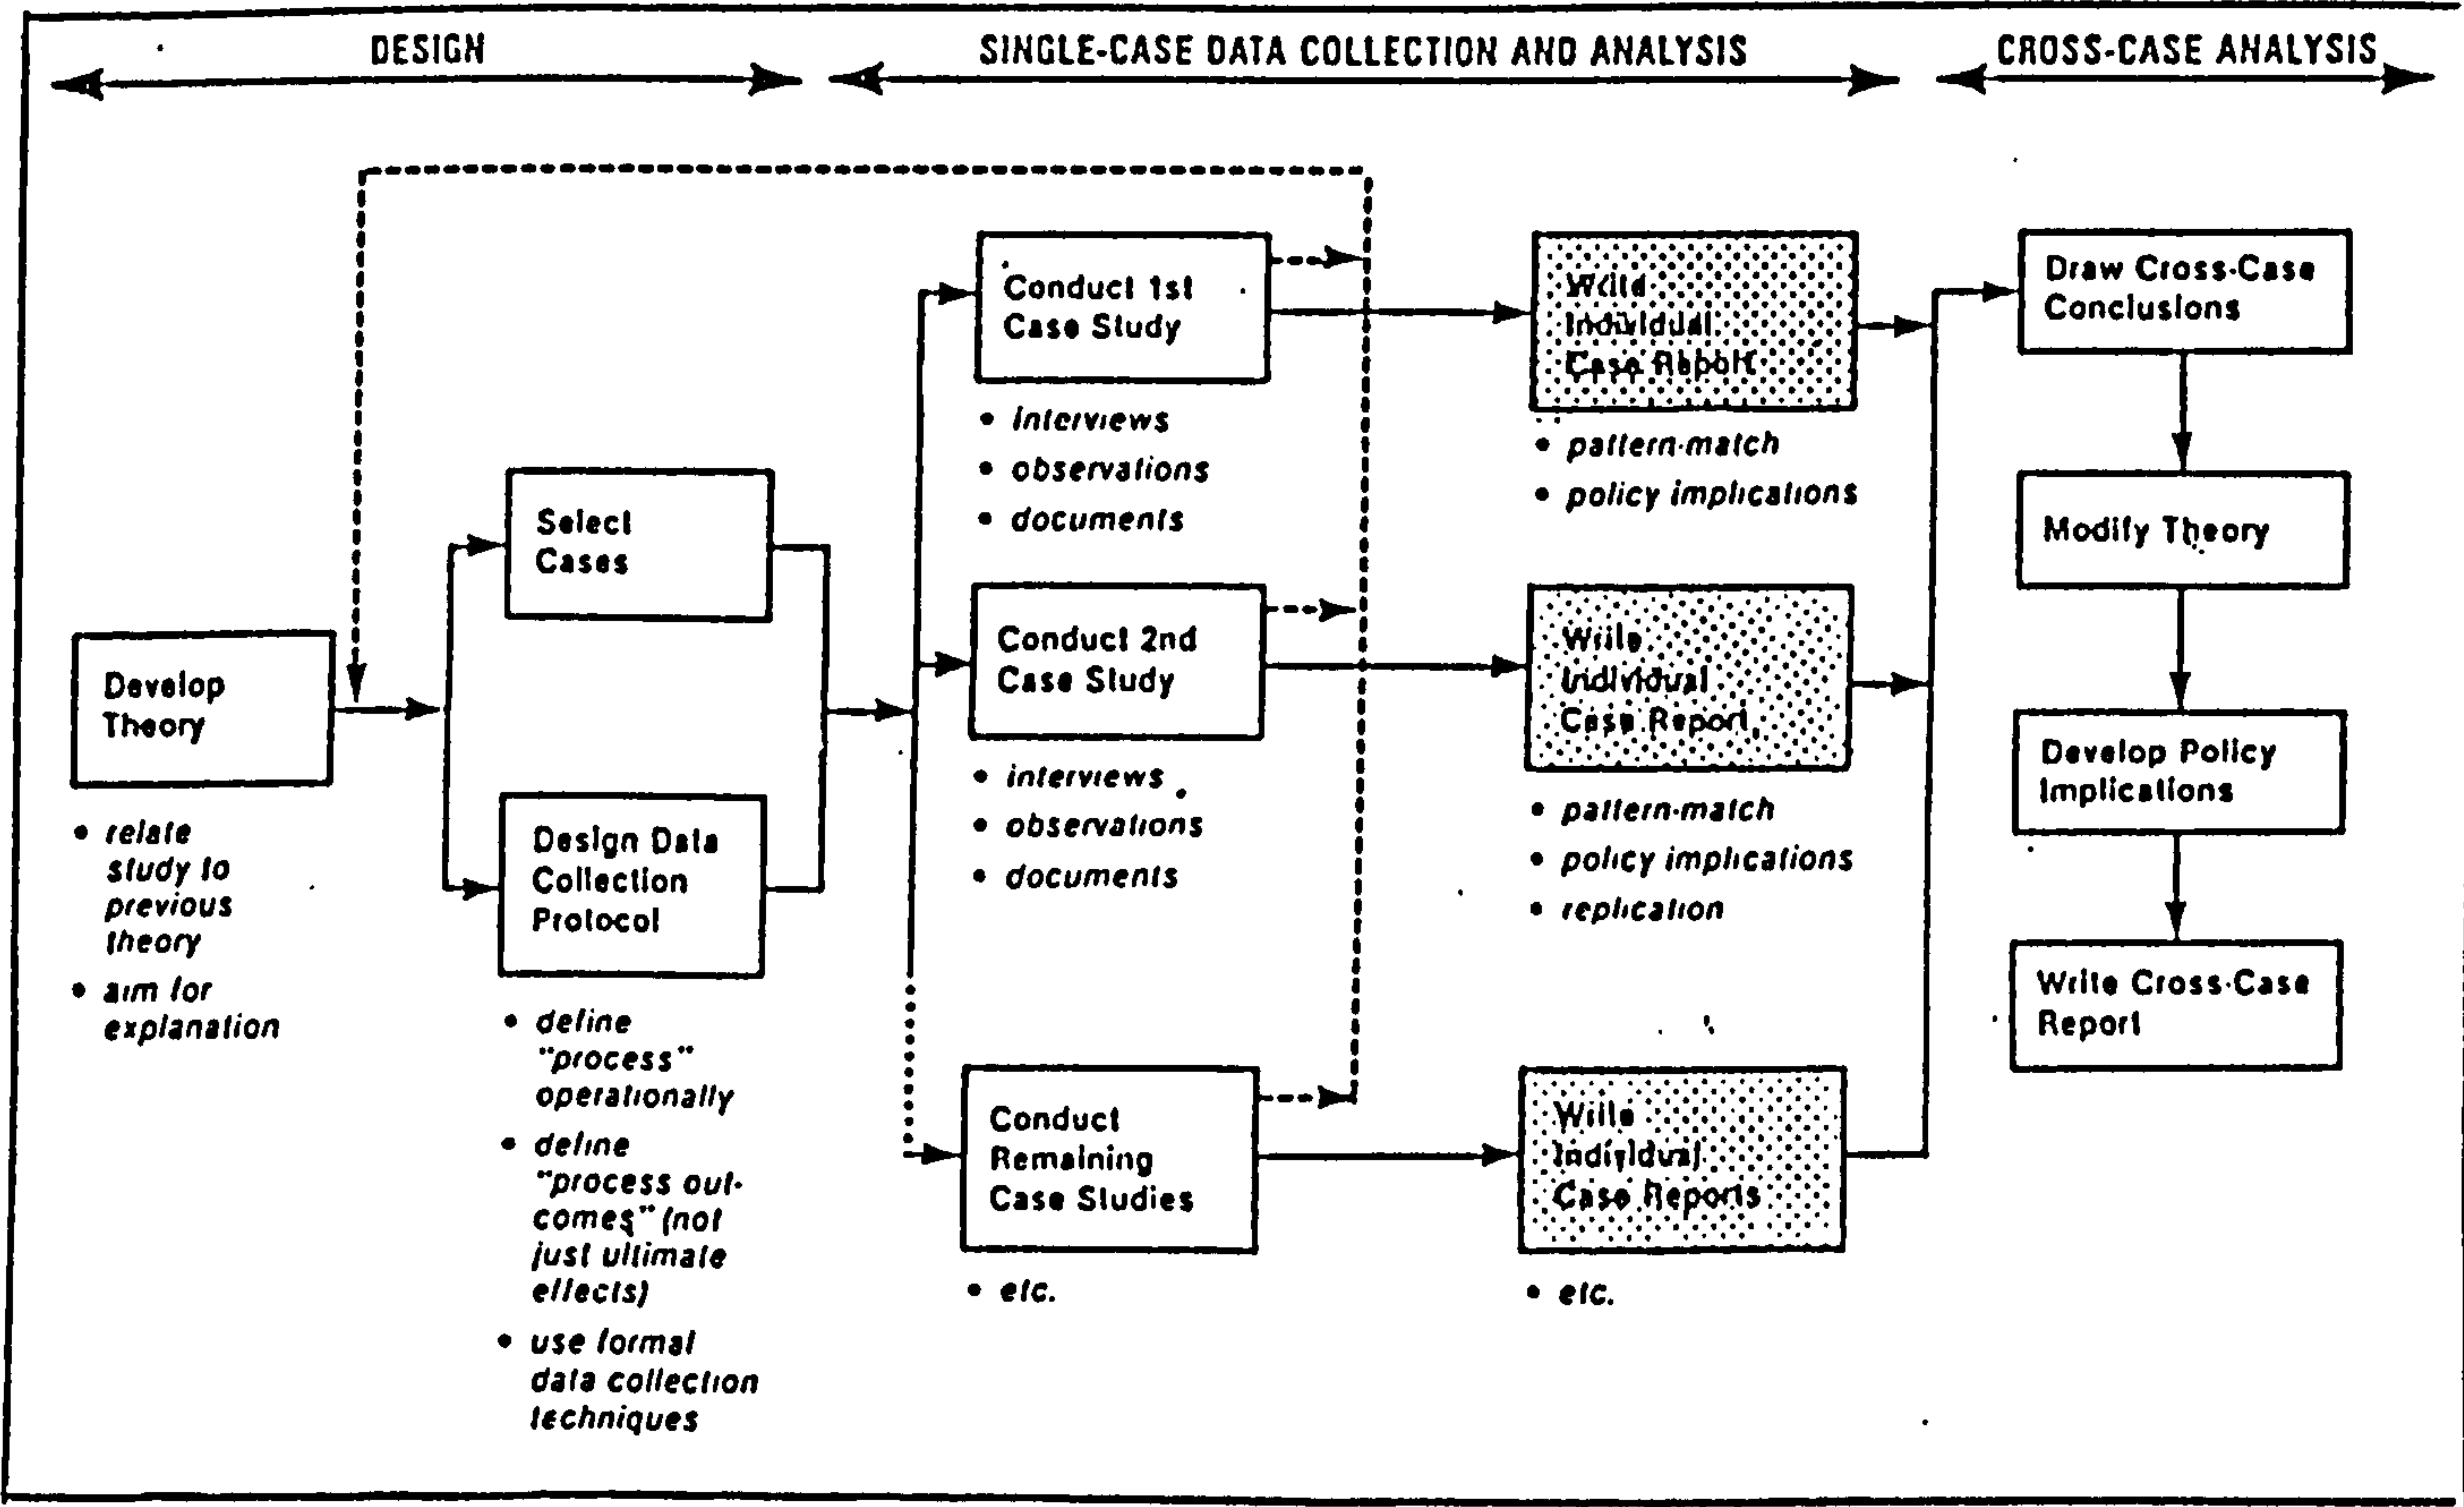 DESIGN
SINGLE-CASE DATA COLLECTION AND ANALYSIS
CROSS-CASE ANALYSIS
Develop
Theory
• relate
study to
previous
theory
• aim for
explanation
Select
Cases
Design Data
Collection
Protocol
• define
"process"
operationally
• define
"process out-
comes" (not
just ultimate
effects)
• use formal
data collection
techniques
Conduct 1st
Case Study
• interviews
• observations
• documents
Conduct 2nd
Case Study
• interviews
• observations
• documents
Conduct
Remaining
Case Studies
• etc.
Write
Individual
Case Report
• pattern-match
• policy implications
Write
Individual
Case Report
• pattern-match
• policy implications
• replication
Write
Individual
Case Reports
• etc.
Draw Cross-Case
Conclusions
Modify Theory
Develop Policy
Implications
Write Cross-Case
Report